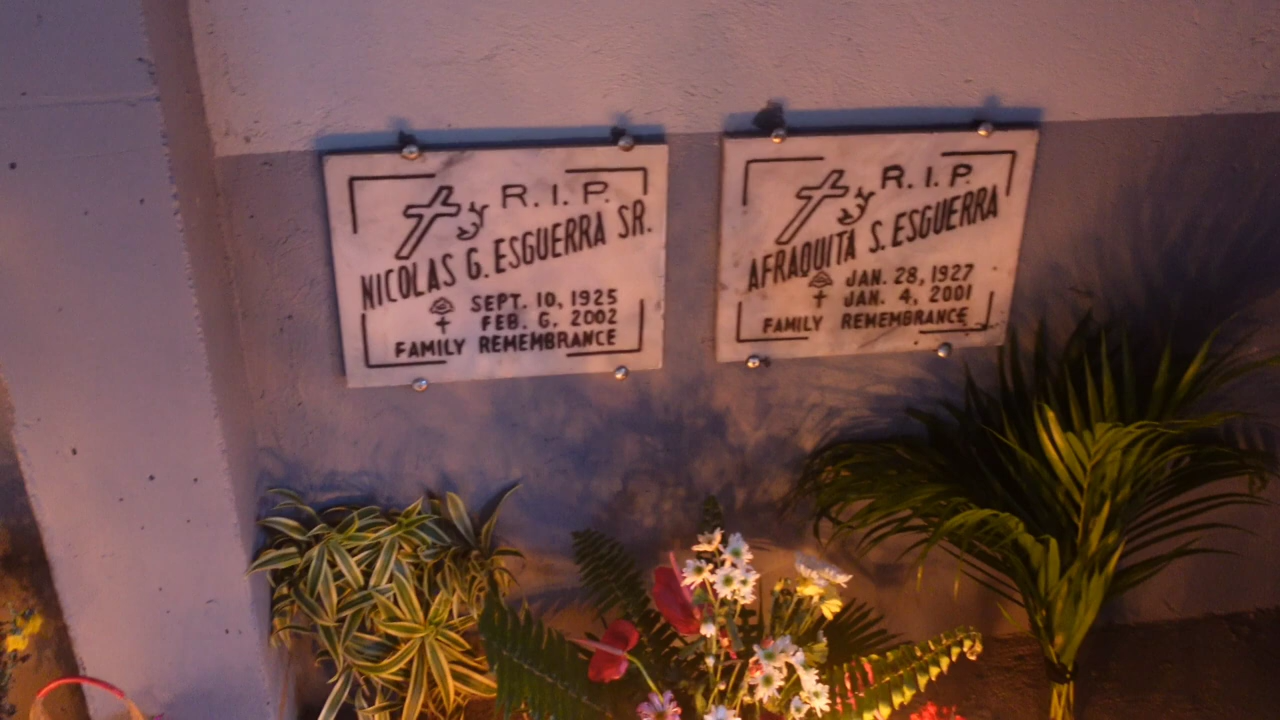 R.I.P.
NICOLAS G. ESGUERRA SR.
SEPT. 10, 1925
FEB. 6, 2002
FAMILY REMEMBRANCE
R.I.P.
AFRAQUITA S. ESGUERRA
JAN. 28, 1927
JAN. 4, 2001
FAMILY REMEMBRANCE